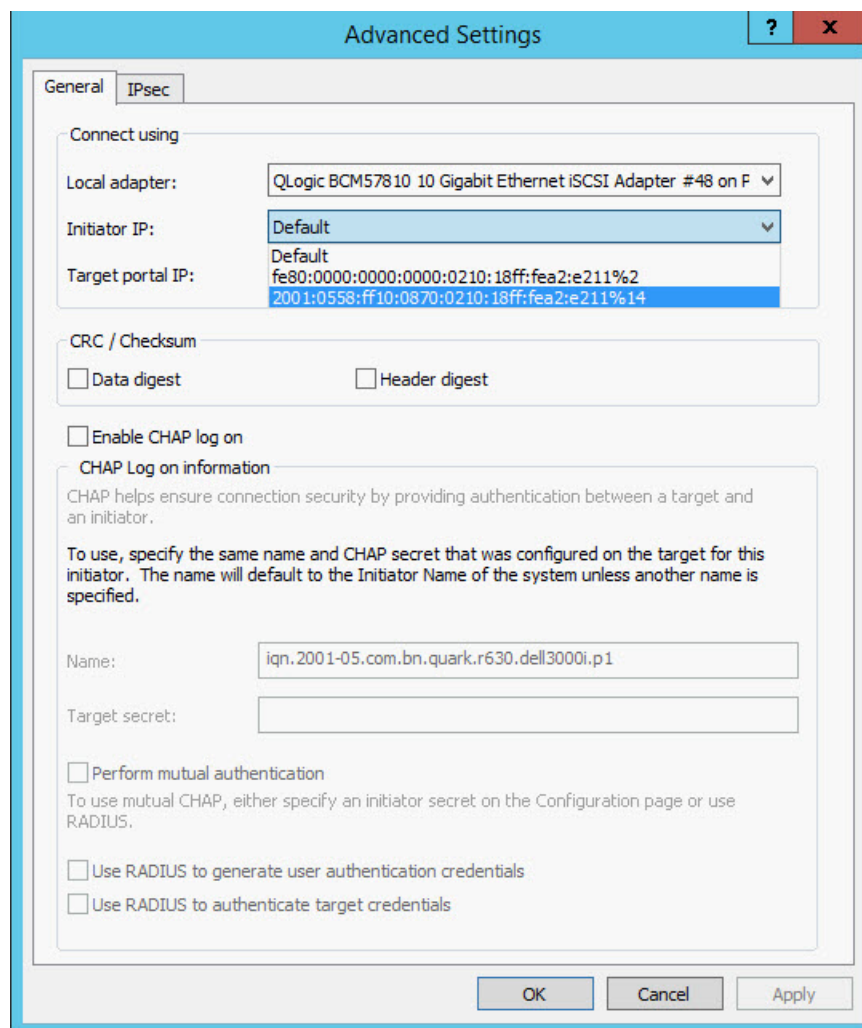 Advanced Settings
?
x
General
IPsec
Connect using
Local adapter:
QLogic BCM57810 10 Gigabit Ethernet iSCSI Adapter #48 on P
Initiator IP:
Default
Default
Target portal IP:
fe80:0000:0000:0000:0210:18ff:fea2:e211%2
2001:0558:ff10:0870:0210:18ff:fea2:e211%14
CRC / Checksum
Data digest
Header digest
Enable CHAP log on
CHAP Log on information
CHAP helps ensure connection security by providing authentication between a target and
an initiator.
To use, specify the same name and CHAP secret that was configured on the target for this
initiator. The name will default to the Initiator Name of the system unless another name is
specified.
Name:
iqn.2001-05.com.bn.quark.r630.dell3000i.p1
Target secret:
Perform mutual authentication
To use mutual CHAP, either specify an initiator secret on the Configuration page or use
RADIUS.
Use RADIUS to generate user authentication credentials
Use RADIUS to authenticate target credentials
OK
Cancel
Apply